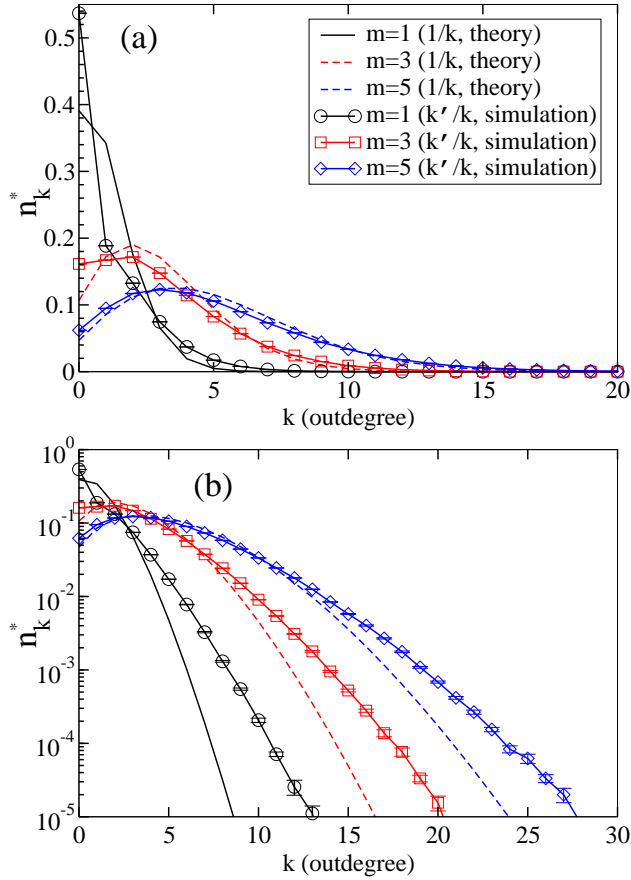 (a)
m=1 (1/k, theory)
m=3 (1/k, theory)
m=5 (1/k, theory)
m=1 (k′/k, simulation)
m=3 (k′/k, simulation)
m=5 (k′/k, simulation)
0.5
0.4
0.3
0.2
0.1
0
n*k
0 5 10 15 20
k (outdegree)
(b)
10^0
10^-1
10^-2
10^-3
10^-4
10^-5
n*k
0 5 10 15 20 25 30
k (outdegree)